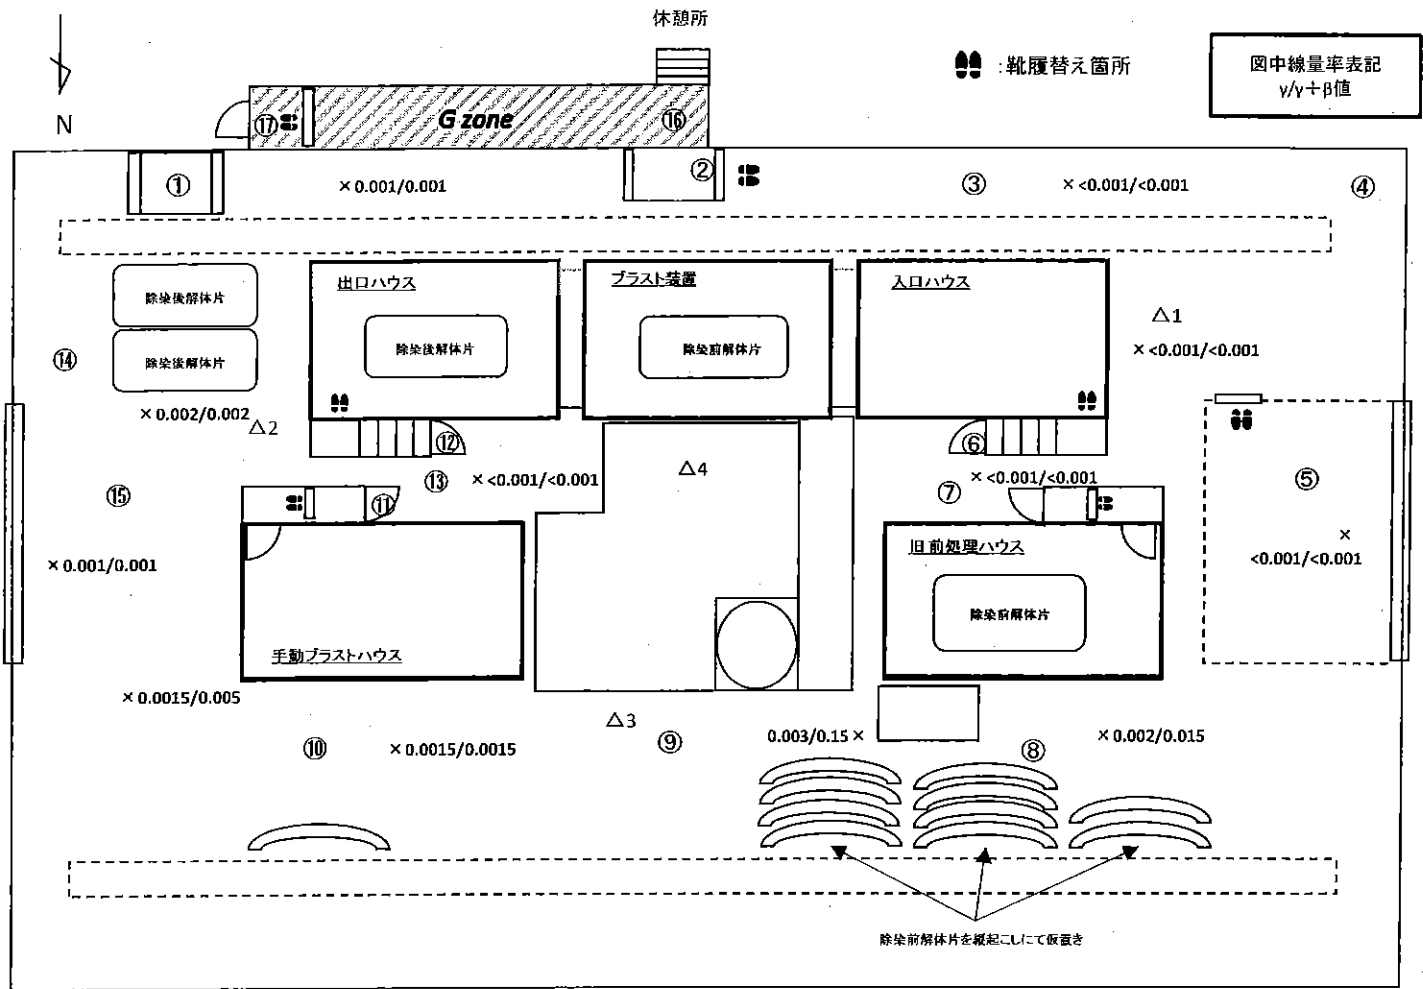 休憩所
:靴履替え箇所
図中線量率表記
γ/γ+β値
N
⑰
G zone
⑯
①
× 0.001/0.001
②
③
× <0.001/<0.001
④
除染後解体片
出口ハウス
ブラスト装置
入口ハウス
△1
除染後解体片
除染後解体片
除染前解体片
× <0.001/<0.001
⑭
× 0.002/0.002
△2
⑫
⑥
⑬
× <0.001/<0.001
△4
× <0.001/<0.001
⑤
⑮
⑪
⑦
×
<0.001/<0.001
旧前処理ハウス
× 0.001/0.001
除染前解体片
手動ブラストハウス
× 0.0015/0.005
△3
⑩
× 0.0015/0.0015
⑨
0.003/0.15 ×
⑧
× 0.002/0.015
除染前解体片を縦起こしにて仮置き